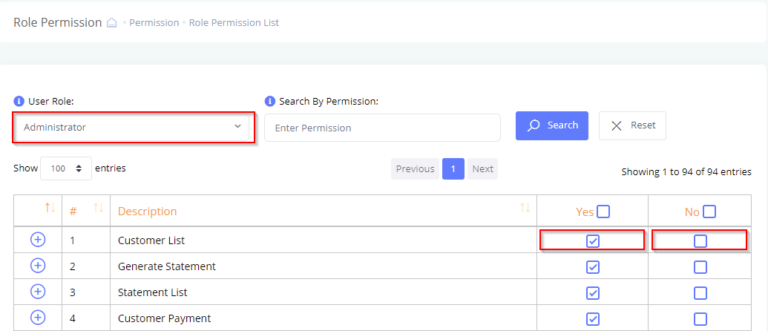 Role Permission - Permission - Role Permission List
User Role: Search By Permission:
Administrator Enter Permission Search Reset
Show 100 entries Previous 1 Next Showing 1 to 94 of 94 entries
# Description Yes No
1 Customer List
2 Generate Statement
3 Statement List
4 Customer Payment